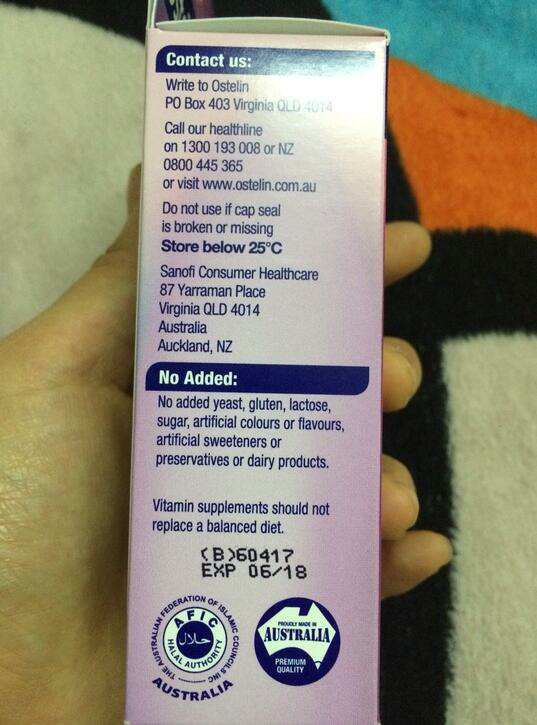 Contact us:
Write to Ostelin
PO Box 403 Virginia QLD 4014
Call our healthline
on 1300 193 008 or NZ
0800 445 365
or visit www.ostelin.com.au
Do not use if cap seal
is broken or missing
Store below 25°C
Sanofi Consumer Healthcare
87 Yarraman Place
Virginia QLD 4014
Australia
Auckland, NZ
No Added:
No added yeast, gluten, lactose,
sugar, artificial colours or flavours,
artificial sweeteners or
preservatives or dairy products.
Vitamin supplements should not
replace a balanced diet.
(B)60417
EXP 06/18
THE AUSTRALIAN FEDERATION OF ISLAMIC COUNCILS INC
AFIC
حلال
HALAL AUTHORITY
AUSTRALIA
PROUDLY MADE IN
AUSTRALIA
PREMIUM
QUALITY